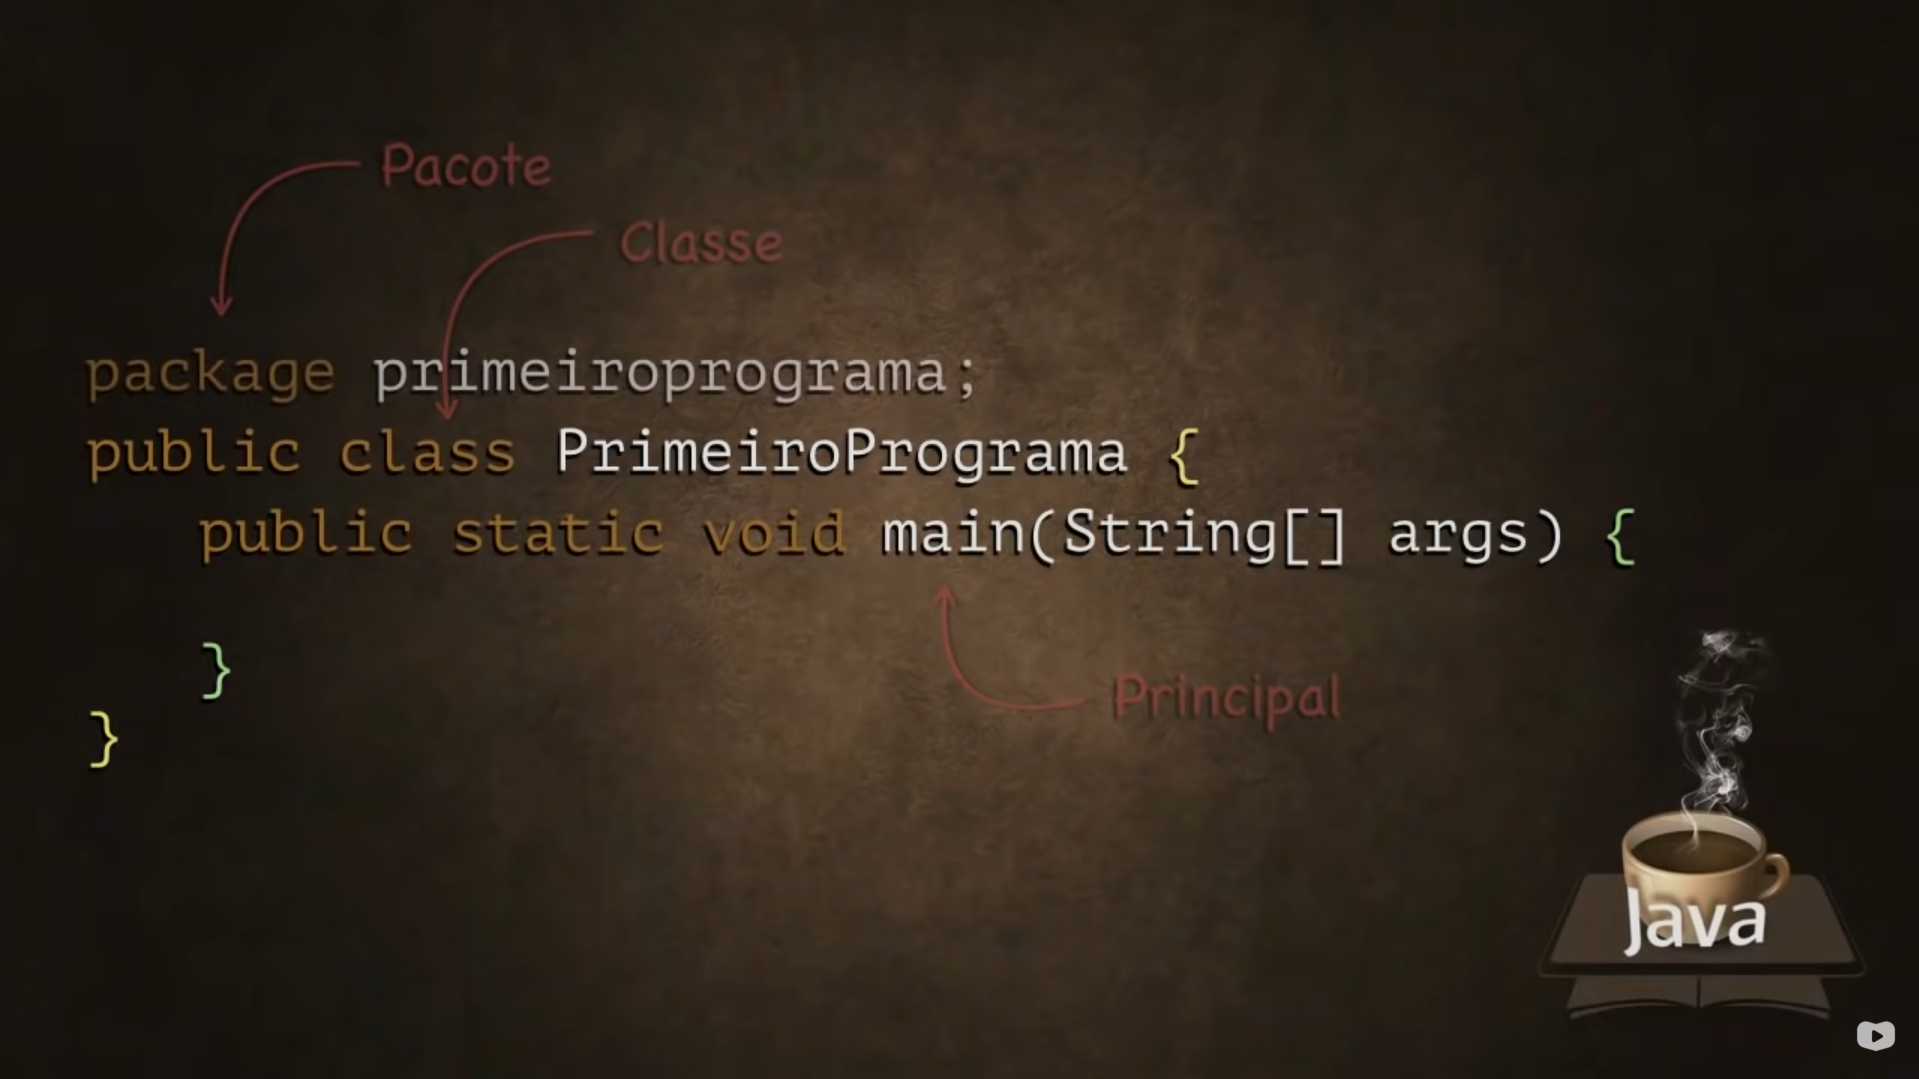 Pacote
Classe
package primeiroprograma;
public class PrimeiroPrograma {
public static void main(String[] args) {
}
Principal
}
Java